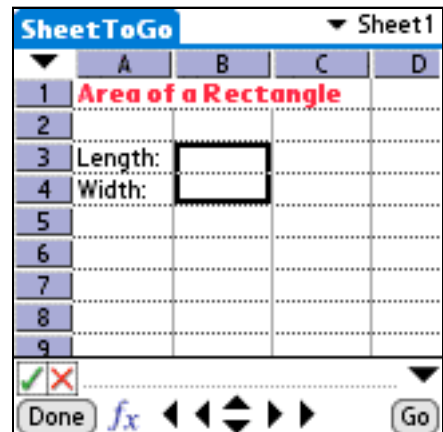 SheetToGo Sheet1
A B C D
1 Area of a Rectangle
2
3 Length:
4 Width:
5
6
7
8
9
Done fx Go